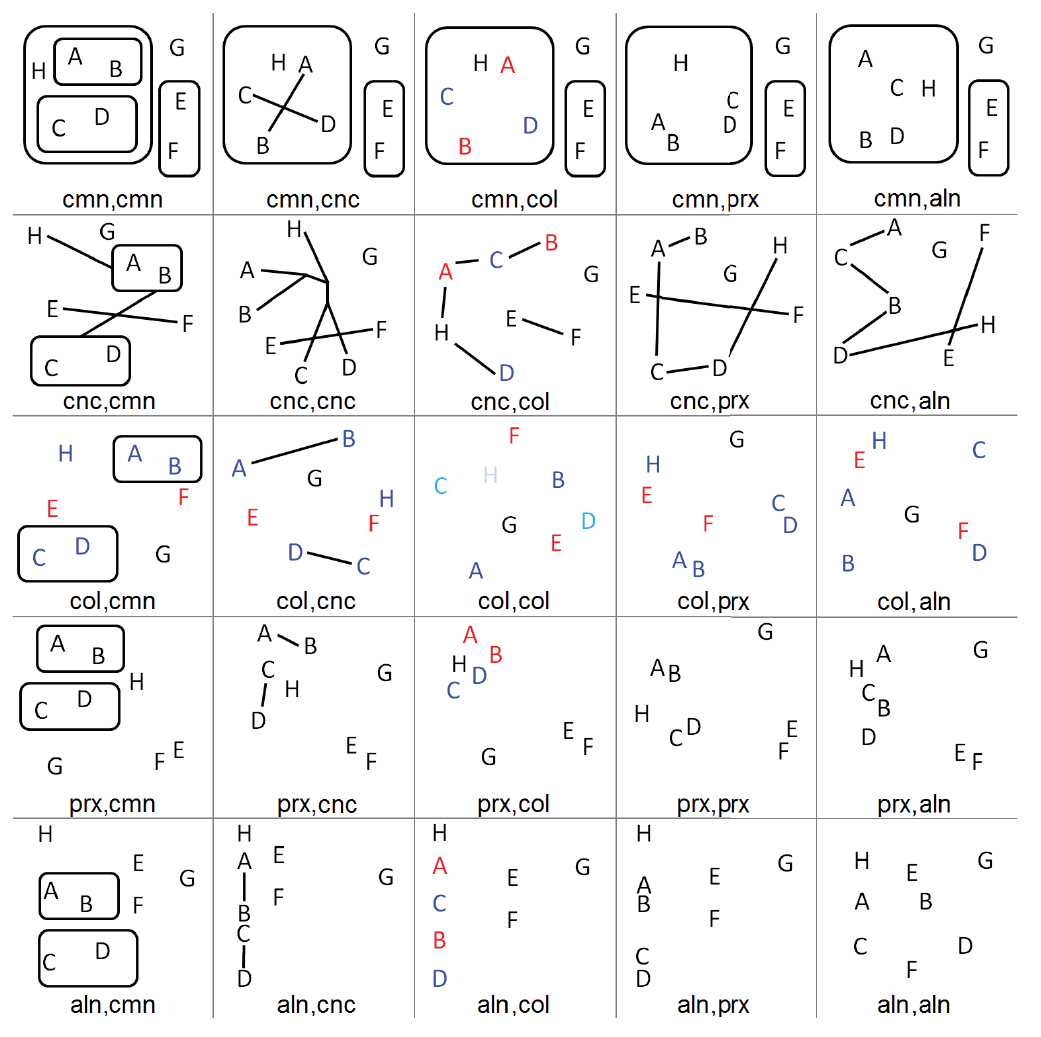 A G
H B
D E
C F
cmn,cmn
H A G
C D E
B F
cmn,cnc
H A G
C E
D
B F
cmn,col
H G
C E
A D
B F
cmn,prx
A G
C H E
B D F
cmn,aln
H G
A B
E F
C D
cnc,cmn
H G
A
B
E F
C D
cnc,cnc
B
A C G
H E F
D
cnc,col
A B H
G
E F
C D
cnc,prx
A F
C G
B H
D E
cnc,aln
H A B
E F
C D G
col,cmn
A B
G
H
E F
D C
col,cnc
F
C H B
G D
E
A
col,col
G
H
E C
F D
A B
col,prx
H C
E
A G
F
B D
col,aln
A B
C D H
G F E
prx,cmn
A B
C H G
D
E
F
prx,cnc
A
B
H D
C
E
G F
prx,col
G
A B
H D
C E
F
prx,prx
A G
H
C B
D E F
prx,aln
H
E
A B F G
C D
aln,cmn
H
A E G
B F
C
D
aln,cnc
H
A E G
C F
B
D
aln,col
H
A E G
B F
C
D
aln,prx
H E G
A B
C D
F
aln,aln